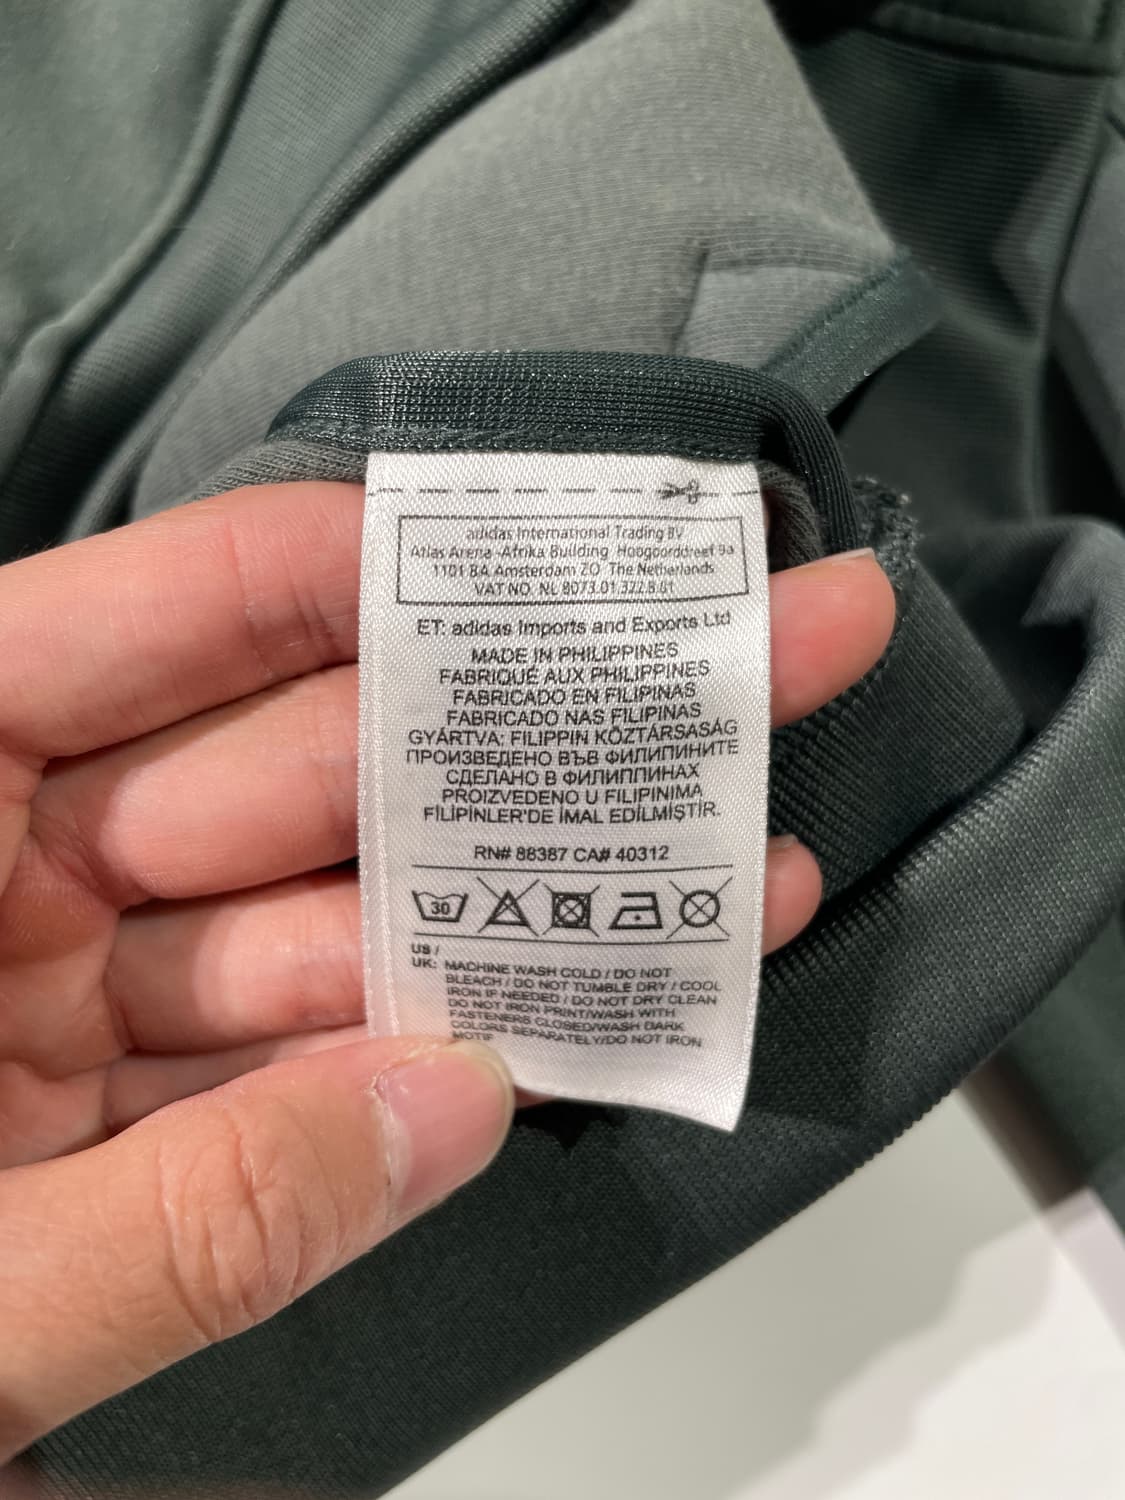 adidas International Trading BV
Atlas Arena -Afrika Building Hoogoorddreef 9a
1101 BA Amsterdam ZO The Netherlands
VAT NO. NL 8073.01.372.B.01
ET: adidas Imports and Exports Ltd
MADE IN PHILIPPINES
FABRIQUÉ AUX PHILIPPINES
FABRICADO EN FILIPINAS
FABRICADO NAS FILIPINAS
GYÁRTVA: FILIPPIN KÖZTÁRSASÁG
ПРОИЗВЕДЕНО ВЪВ ФИЛИПИНИТЕ
СДЕЛАНО В ФИЛИППИНАХ
PROIZVEDENO U FILIPINIMA
FİLİPİNLER'DE İMAL EDİLMİŞTİR.
RN# 88387 CA# 40312
30
US /
UK: MACHINE WASH COLD / DO NOT
BLEACH / DO NOT TUMBLE DRY / COOL
IRON IF NEEDED / DO NOT DRY CLEAN
DO NOT IRON PRINT/WASH WITH
FASTENERS CLOSED/WASH DARK
COLORS SEPARATELY/DO NOT IRON
MOTIF